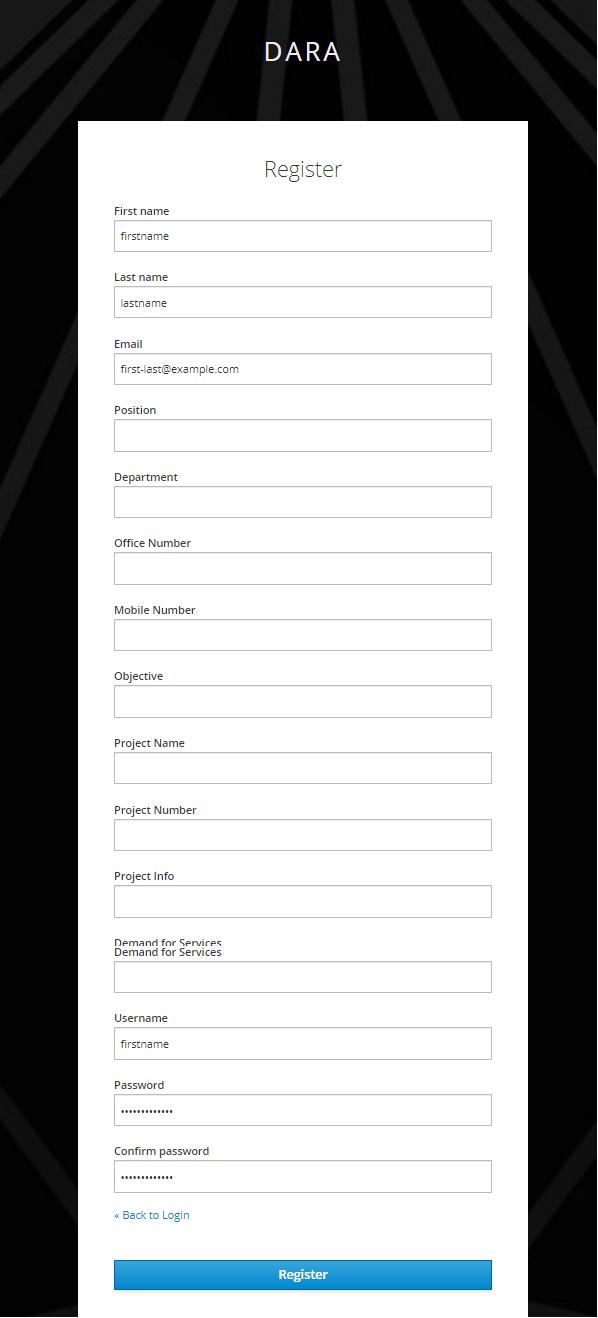 DARA
Register
First name
firstname
Last name
lastname
Email
first-last@example.com
Position
Department
Office Number
Mobile Number
Objective
Project Name
Project Number
Project Info
Demand for Services
Demand for Services
Username
firstname
Password
•••••••••••••
Confirm password
•••••••••••••
« Back to Login
Register